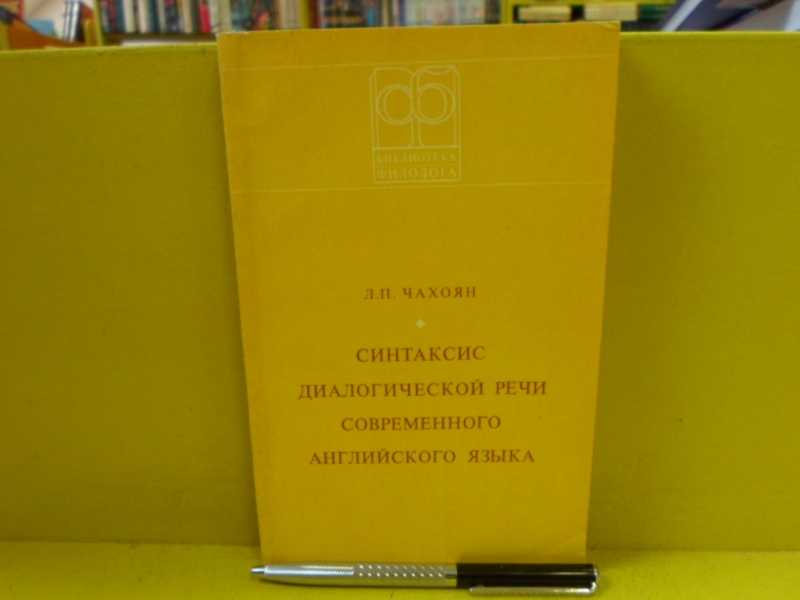 БИБЛИОТЕКА
ФИЛОЛОГА
Л.П. ЧАХОЯН
СИНТАКСИС
ДИАЛОГИЧЕСКОЙ РЕЧИ
СОВРЕМЕННОГО
АНГЛИЙСКОГО ЯЗЫКА